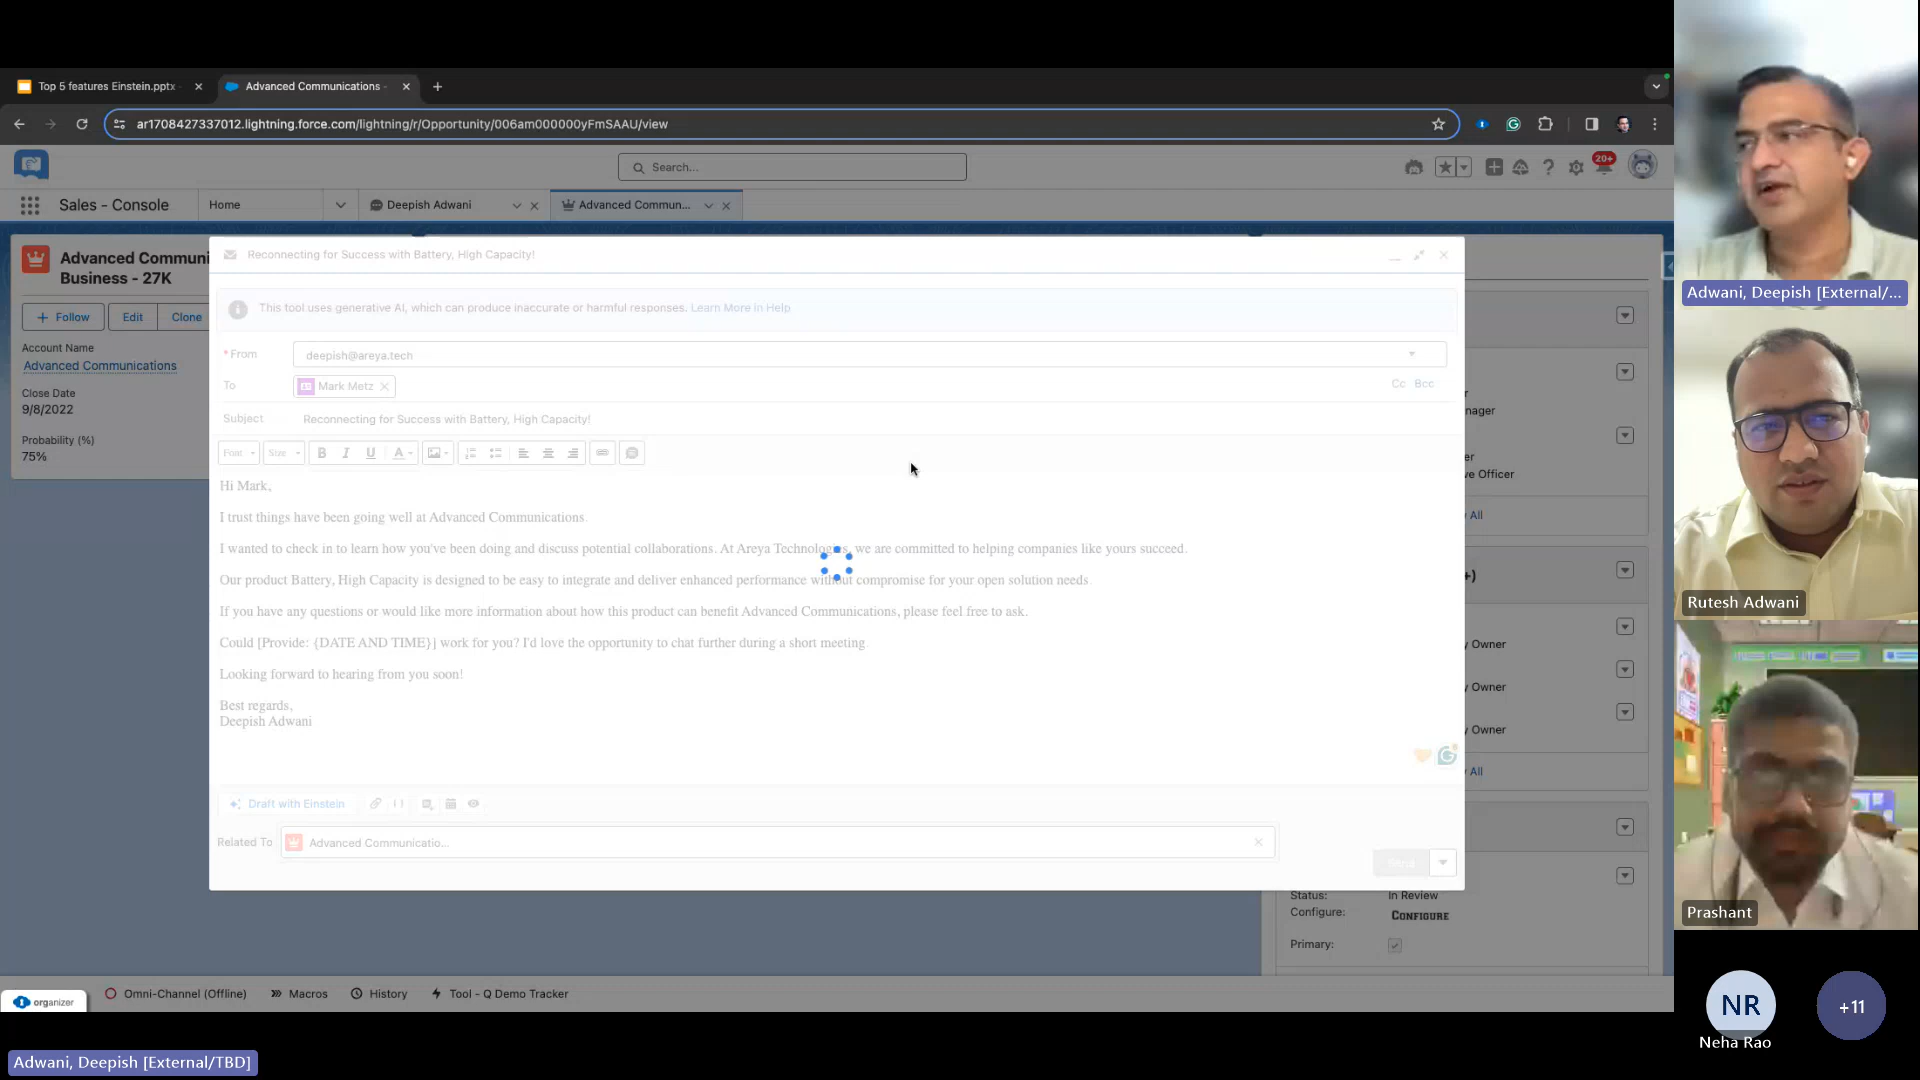 Top 5 features Einstein.pptx
Advanced Communications -
ar1708427337012.lightning.force.com/lightning/r/Opportunity/006am000000yFmSAAU/view
Search...
20+
Sales - Console
Home
Deepish Adwani
Advanced Commun...
Advanced Communi
Business - 27K
Follow
Edit
Clone
Account Name
Advanced Communications
Close Date
9/8/2022
Probability (%)
75%
Reconnecting for Success with Battery, High Capacity!
This tool uses generative AI, which can produce inaccurate or harmful responses. Learn More in Help
* From
deepish@areya.tech
To
Mark Metz
Cc
Bcc
Subject
Reconnecting for Success with Battery, High Capacity!
Font
Size
B
I
U
A
Hi Mark,
I trust things have been going well at Advanced Communications.
I wanted to check in to learn how you've been doing and discuss potential collaborations. At Areya Technologies, we are committed to helping companies like yours succeed.
Our product Battery, High Capacity is designed to be easy to integrate and deliver enhanced performance without compromise for your open solution needs.
If you have any questions or would like more information about how this product can benefit Advanced Communications, please feel free to ask.
Could [Provide: {DATE AND TIME}] work for you? I'd love the opportunity to chat further during a short meeting.
Looking forward to hearing from you soon!
Best regards,
Deepish Adwani
Draft with Einstein
Related To
Advanced Communicatio...
Send
nager
er
ve Officer
All
+)
y Owner
y Owner
y Owner
All
Status:
In Review
Configure:
CONFIGURE
Primary:
organizer
Omni-Channel (Offline)
Macros
History
Tool - Q Demo Tracker
Adwani, Deepish [External/TBD]
Adwani, Deepish [External/...
Rutesh Adwani
Prashant
NR
Neha Rao
+11